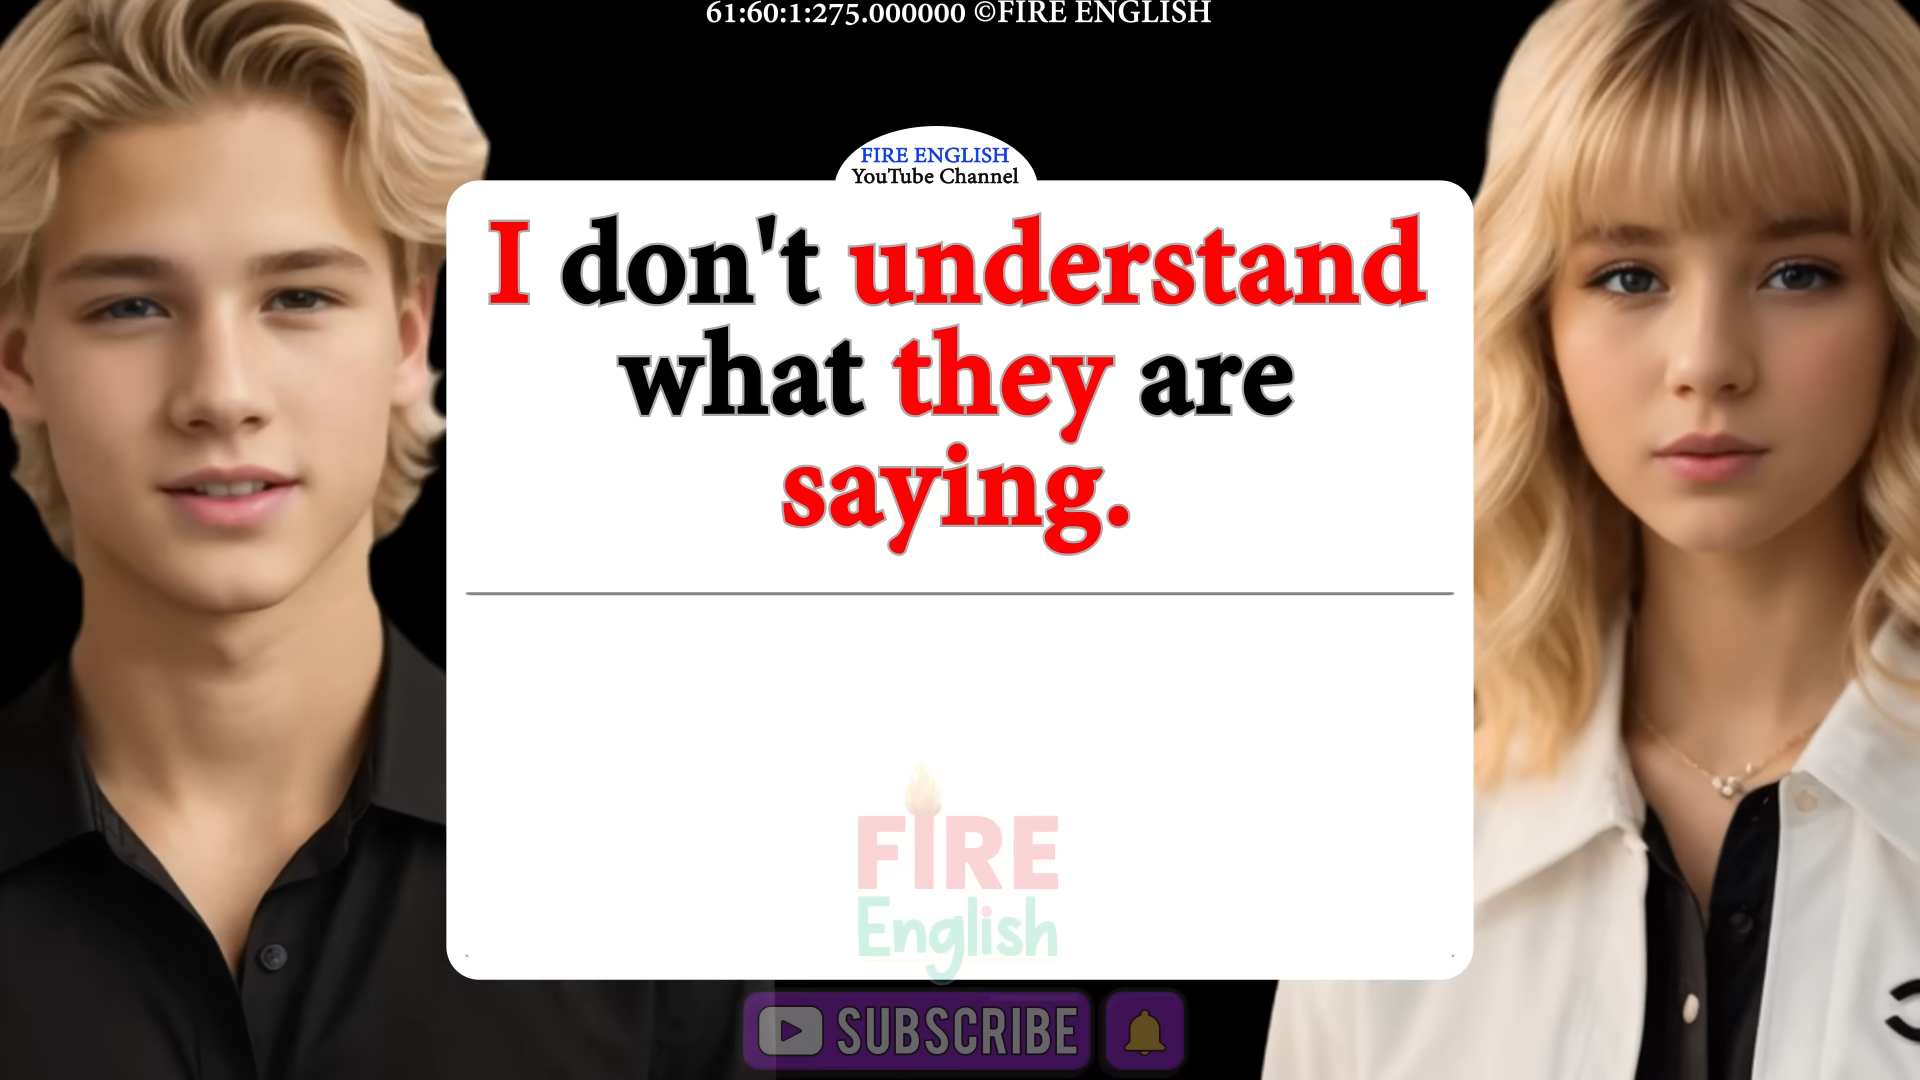 61:60:1:275.000000 ©FIRE ENGLISH
FIRE ENGLISH
YouTube Channel
I don't understand
what they are
saying.
FIRE
English
SUBSCRIBE